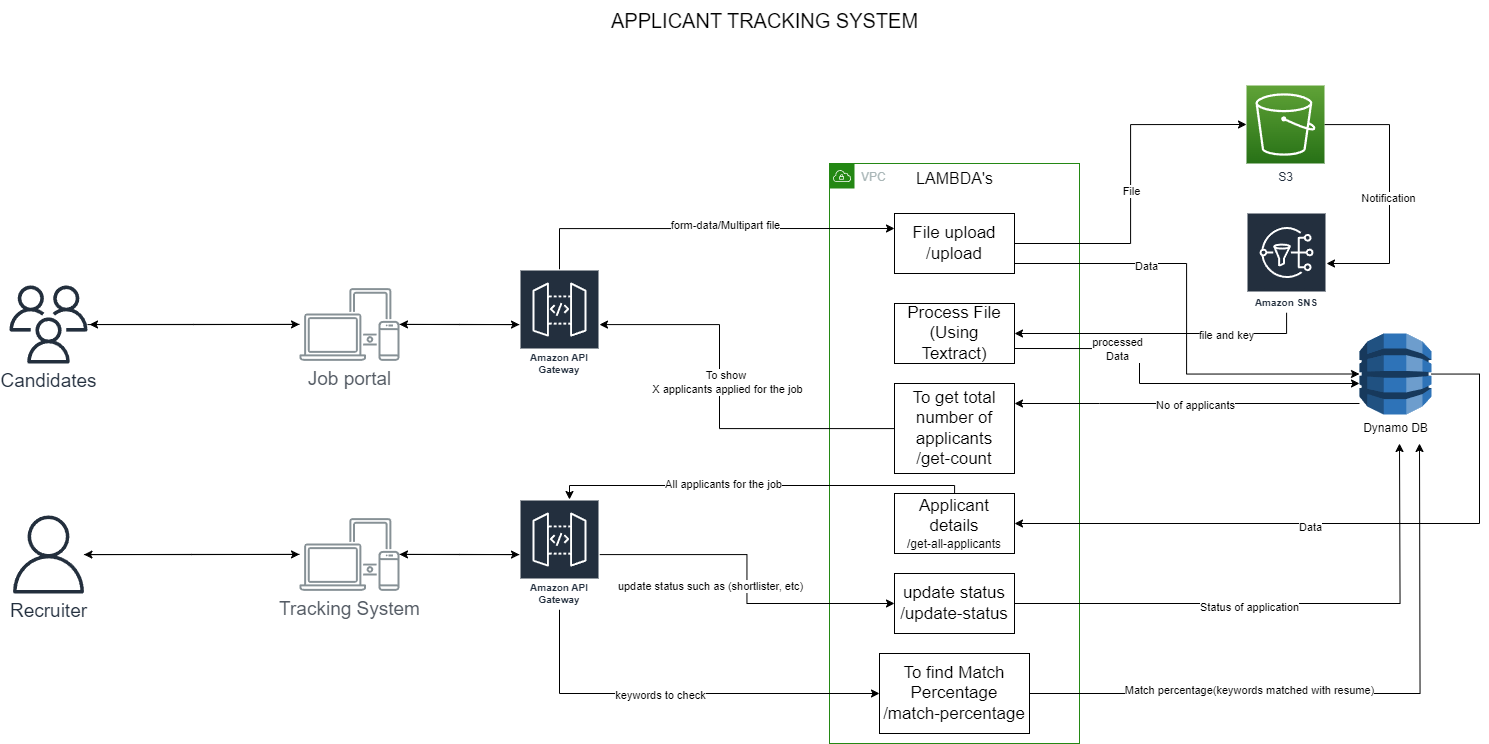 APPLICANT TRACKING SYSTEM
S3
VPC
LAMBDA's
File
Notification
form-data/Multipart file
File upload
/upload
Data
Amazon SNS
Process File
(Using
Textract)
file and key
processed
Data
Candidates
Job portal
Amazon API
Gateway
To show
X applicants applied for the job
To get total
number of
applicants
/get-count
No of applicants
Dynamo DB
All applicants for the job
Applicant
details
/get-all-applicants
Data
Recruiter
Tracking System
Amazon API
Gateway
update status such as (shortlister, etc)
update status
/update-status
Status of application
To find Match
Percentage
/match-percentage
keywords to check
Match percentage(keywords matched with resume)